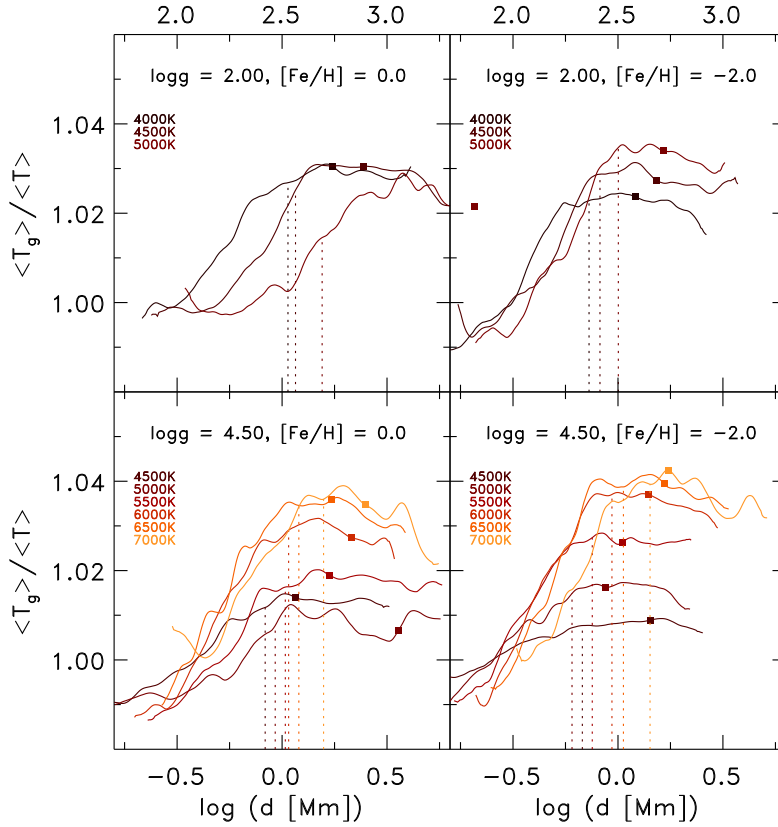 2.0 2.5 3.0 2.0 2.5 3.0
logg = 2.00, [Fe/H] = 0.0
4000K
4500K
5000K
logg = 2.00, [Fe/H] = −2.0
4000K
4500K
5000K
1.04
1.02
1.00
<T_g>/<T>
logg = 4.50, [Fe/H] = 0.0
4500K
5000K
5500K
6000K
6500K
7000K
logg = 4.50, [Fe/H] = −2.0
4500K
5000K
5500K
6000K
6500K
7000K
1.04
1.02
1.00
<T_g>/<T>
−0.5 0.0 0.5 −0.5 0.0 0.5
log (d [Mm]) log (d [Mm])